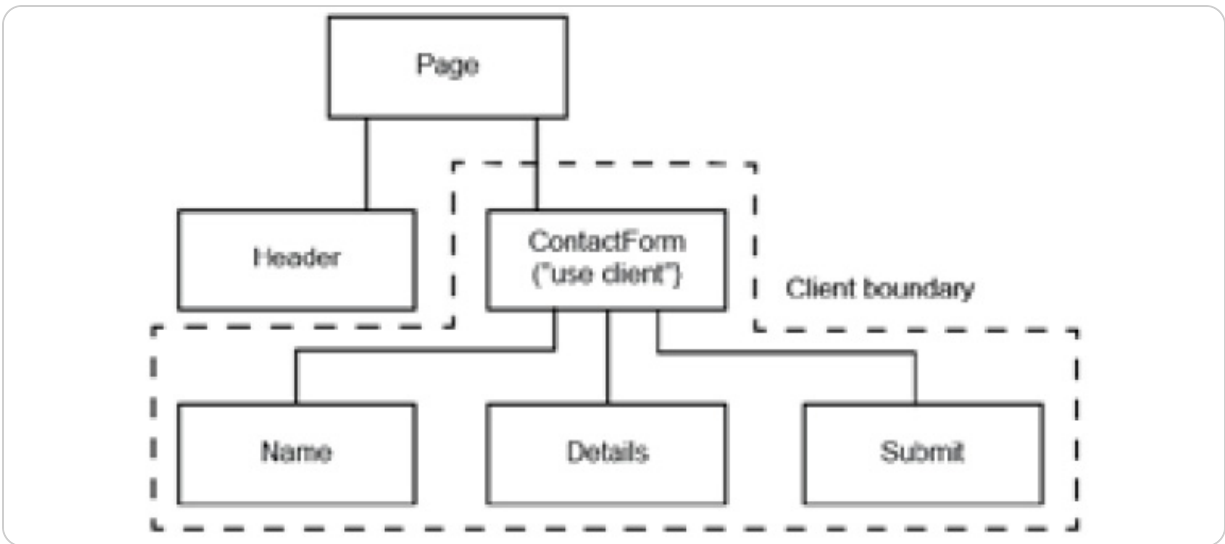 Page
Header
ContactForm
("use client")
Client boundary
Name
Details
Submit